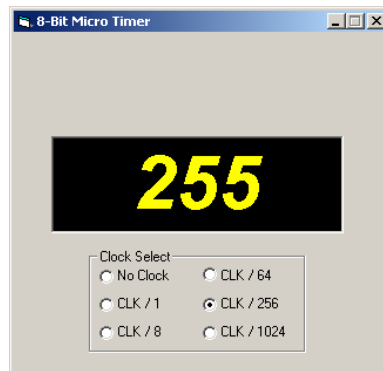 8-Bit Micro Timer
255
Clock Select
No Clock
CLK / 64
CLK / 1
CLK / 256
CLK / 8
CLK / 1024